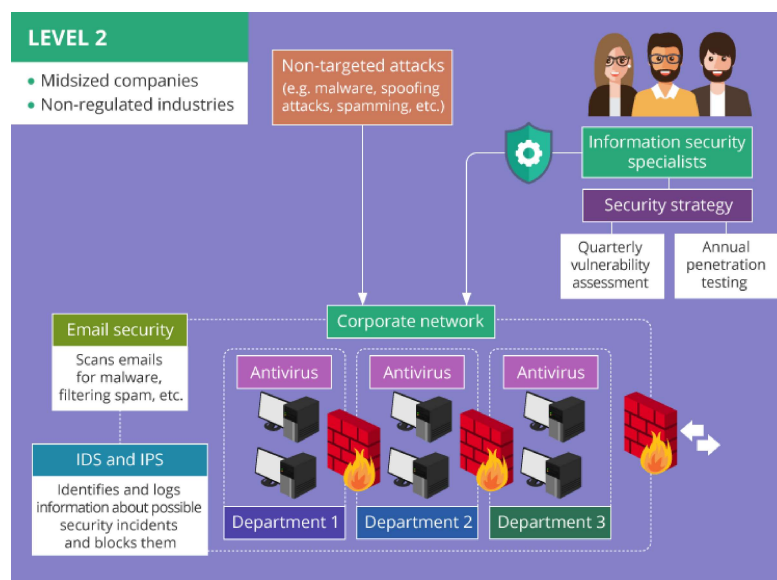 LEVEL 2
• Midsized companies
• Non-regulated industries
Non-targeted attacks
(e.g. malware, spoofing
attacks, spamming, etc.)
Information security
specialists
Security strategy
Quarterly
vulnerability
assessment
Annual
penetration
testing
Corporate network
Email security
Scans emails
for malware,
filtering spam, etc.
IDS and IPS
Identifies and logs
information about possible
security incidents
and blocks them
Antivirus
Antivirus
Antivirus
Department 1
Department 2
Department 3